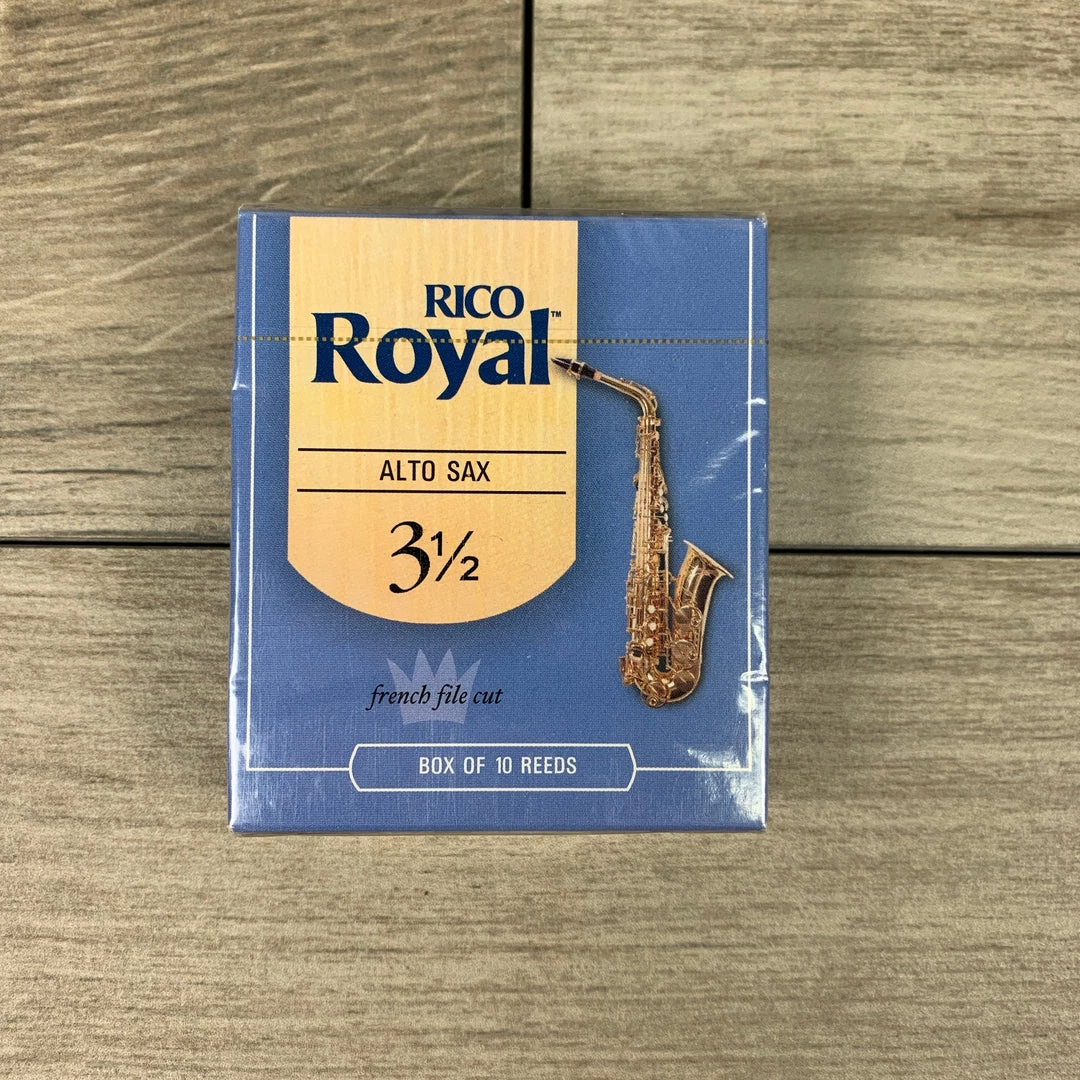 RICO
Royal™
ALTO SAX
3½
french file cut
BOX OF 10 REEDS